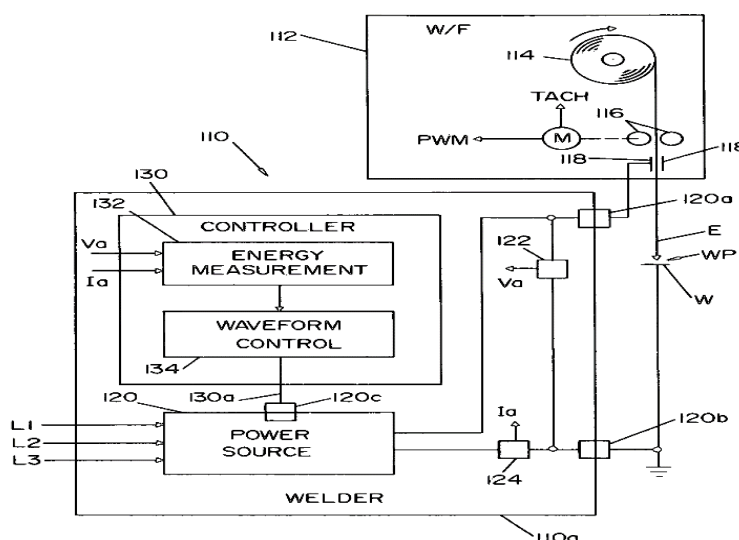 112
W/F
114
TACH
116
PWM
M
118
118
110
130
132
CONTROLLER
120a
Va
ENERGY
MEASUREMENT
Ia
122
Va
E
WP
W
WAVEFORM
CONTROL
134
120
130a
120c
L1
L2
L3
POWER
SOURCE
Ia
120b
124
WELDER
110a